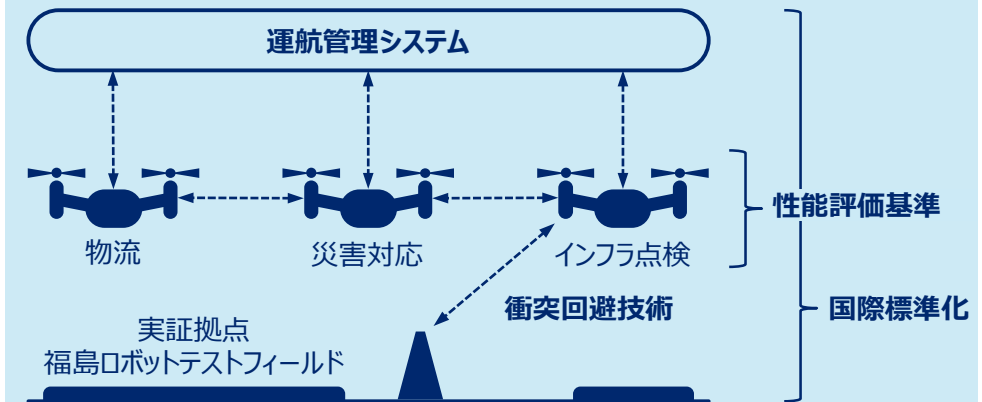 運航管理システム
性能評価基準
物流
災害対応
インフラ点検
衝突回避技術
国際標準化
実証拠点
福島ロボットテストフィールド